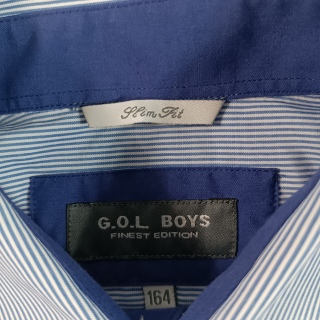 Slim Fit
G.O.L BOYS
FINEST EDITION
164